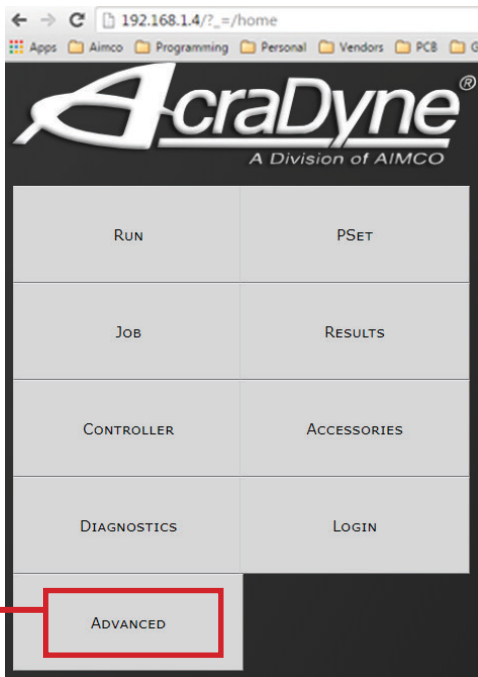 192.168.1.4/?_=/home
Apps Aimco Programming Personal Vendors PCB G
AcraDyne®
A Division of AIMCO
Run PSet
Job Results
Controller Accessories
Diagnostics Login
Advanced